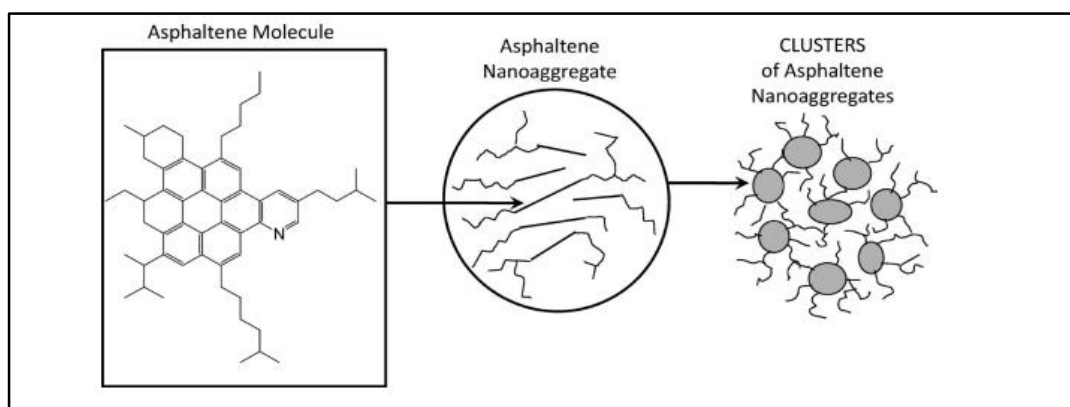 Asphaltene Molecule
Asphaltene
Nanoaggregate
CLUSTERS
of Asphaltene
Nanoaggregates
N